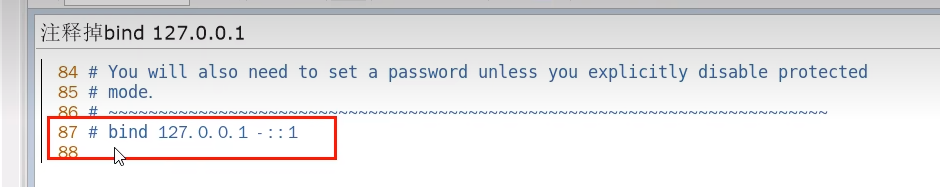 注释掉bind 127.0.0.1
84 # You will also need to set a password unless you explicitly disable protected
85 # mode.
86 # ~~~~~~~~~~~~~~~~~~~~~~~~~~~~~~~~~~~~~~~~~~~~~~~~~~~~~~~~~~~~~~~~~~~~~~~~
87 # bind 127.0.0.1 -::1
88